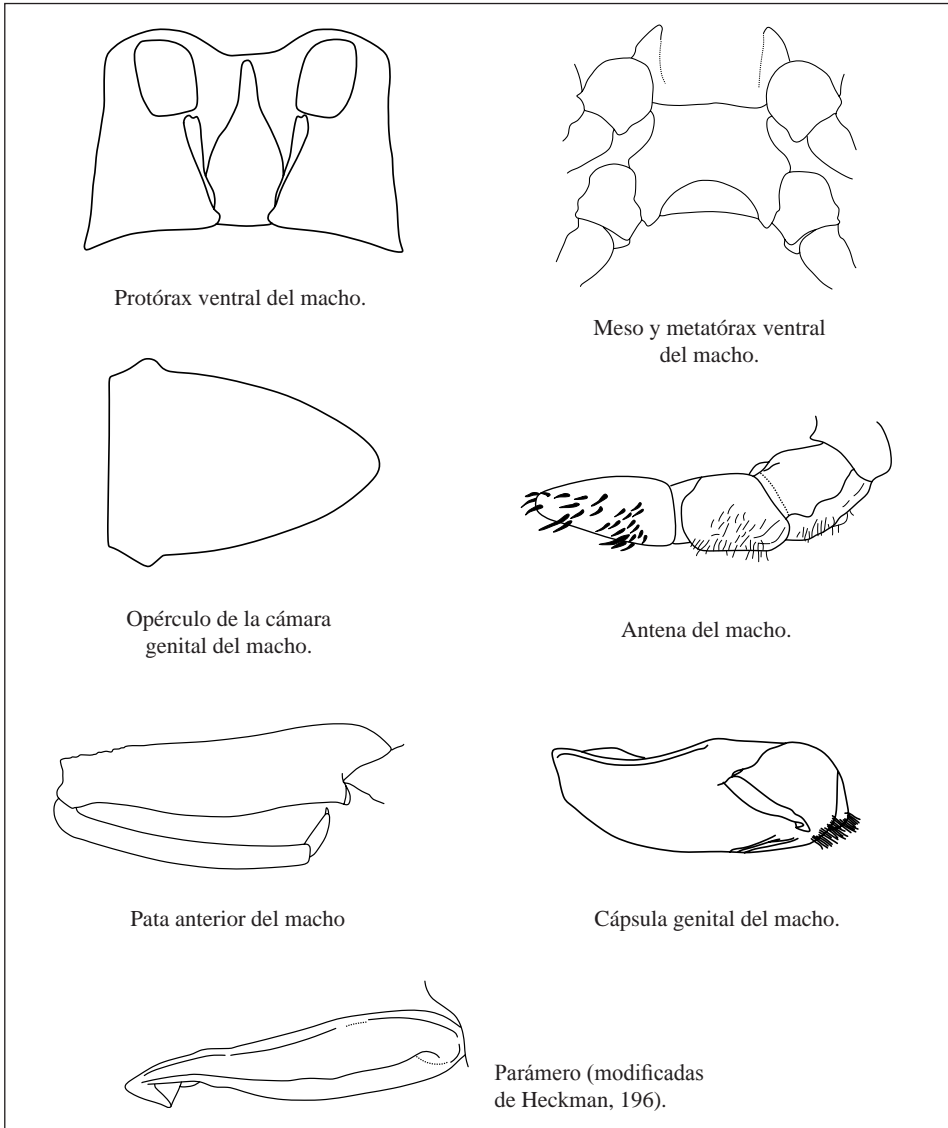 Protórax ventral del macho.
Meso y metatórax ventral
del macho.
Opérculo de la cámara
genital del macho.
Antena del macho.
Pata anterior del macho
Cápsula genital del macho.
Parámero (modificadas
de Heckman, 196).